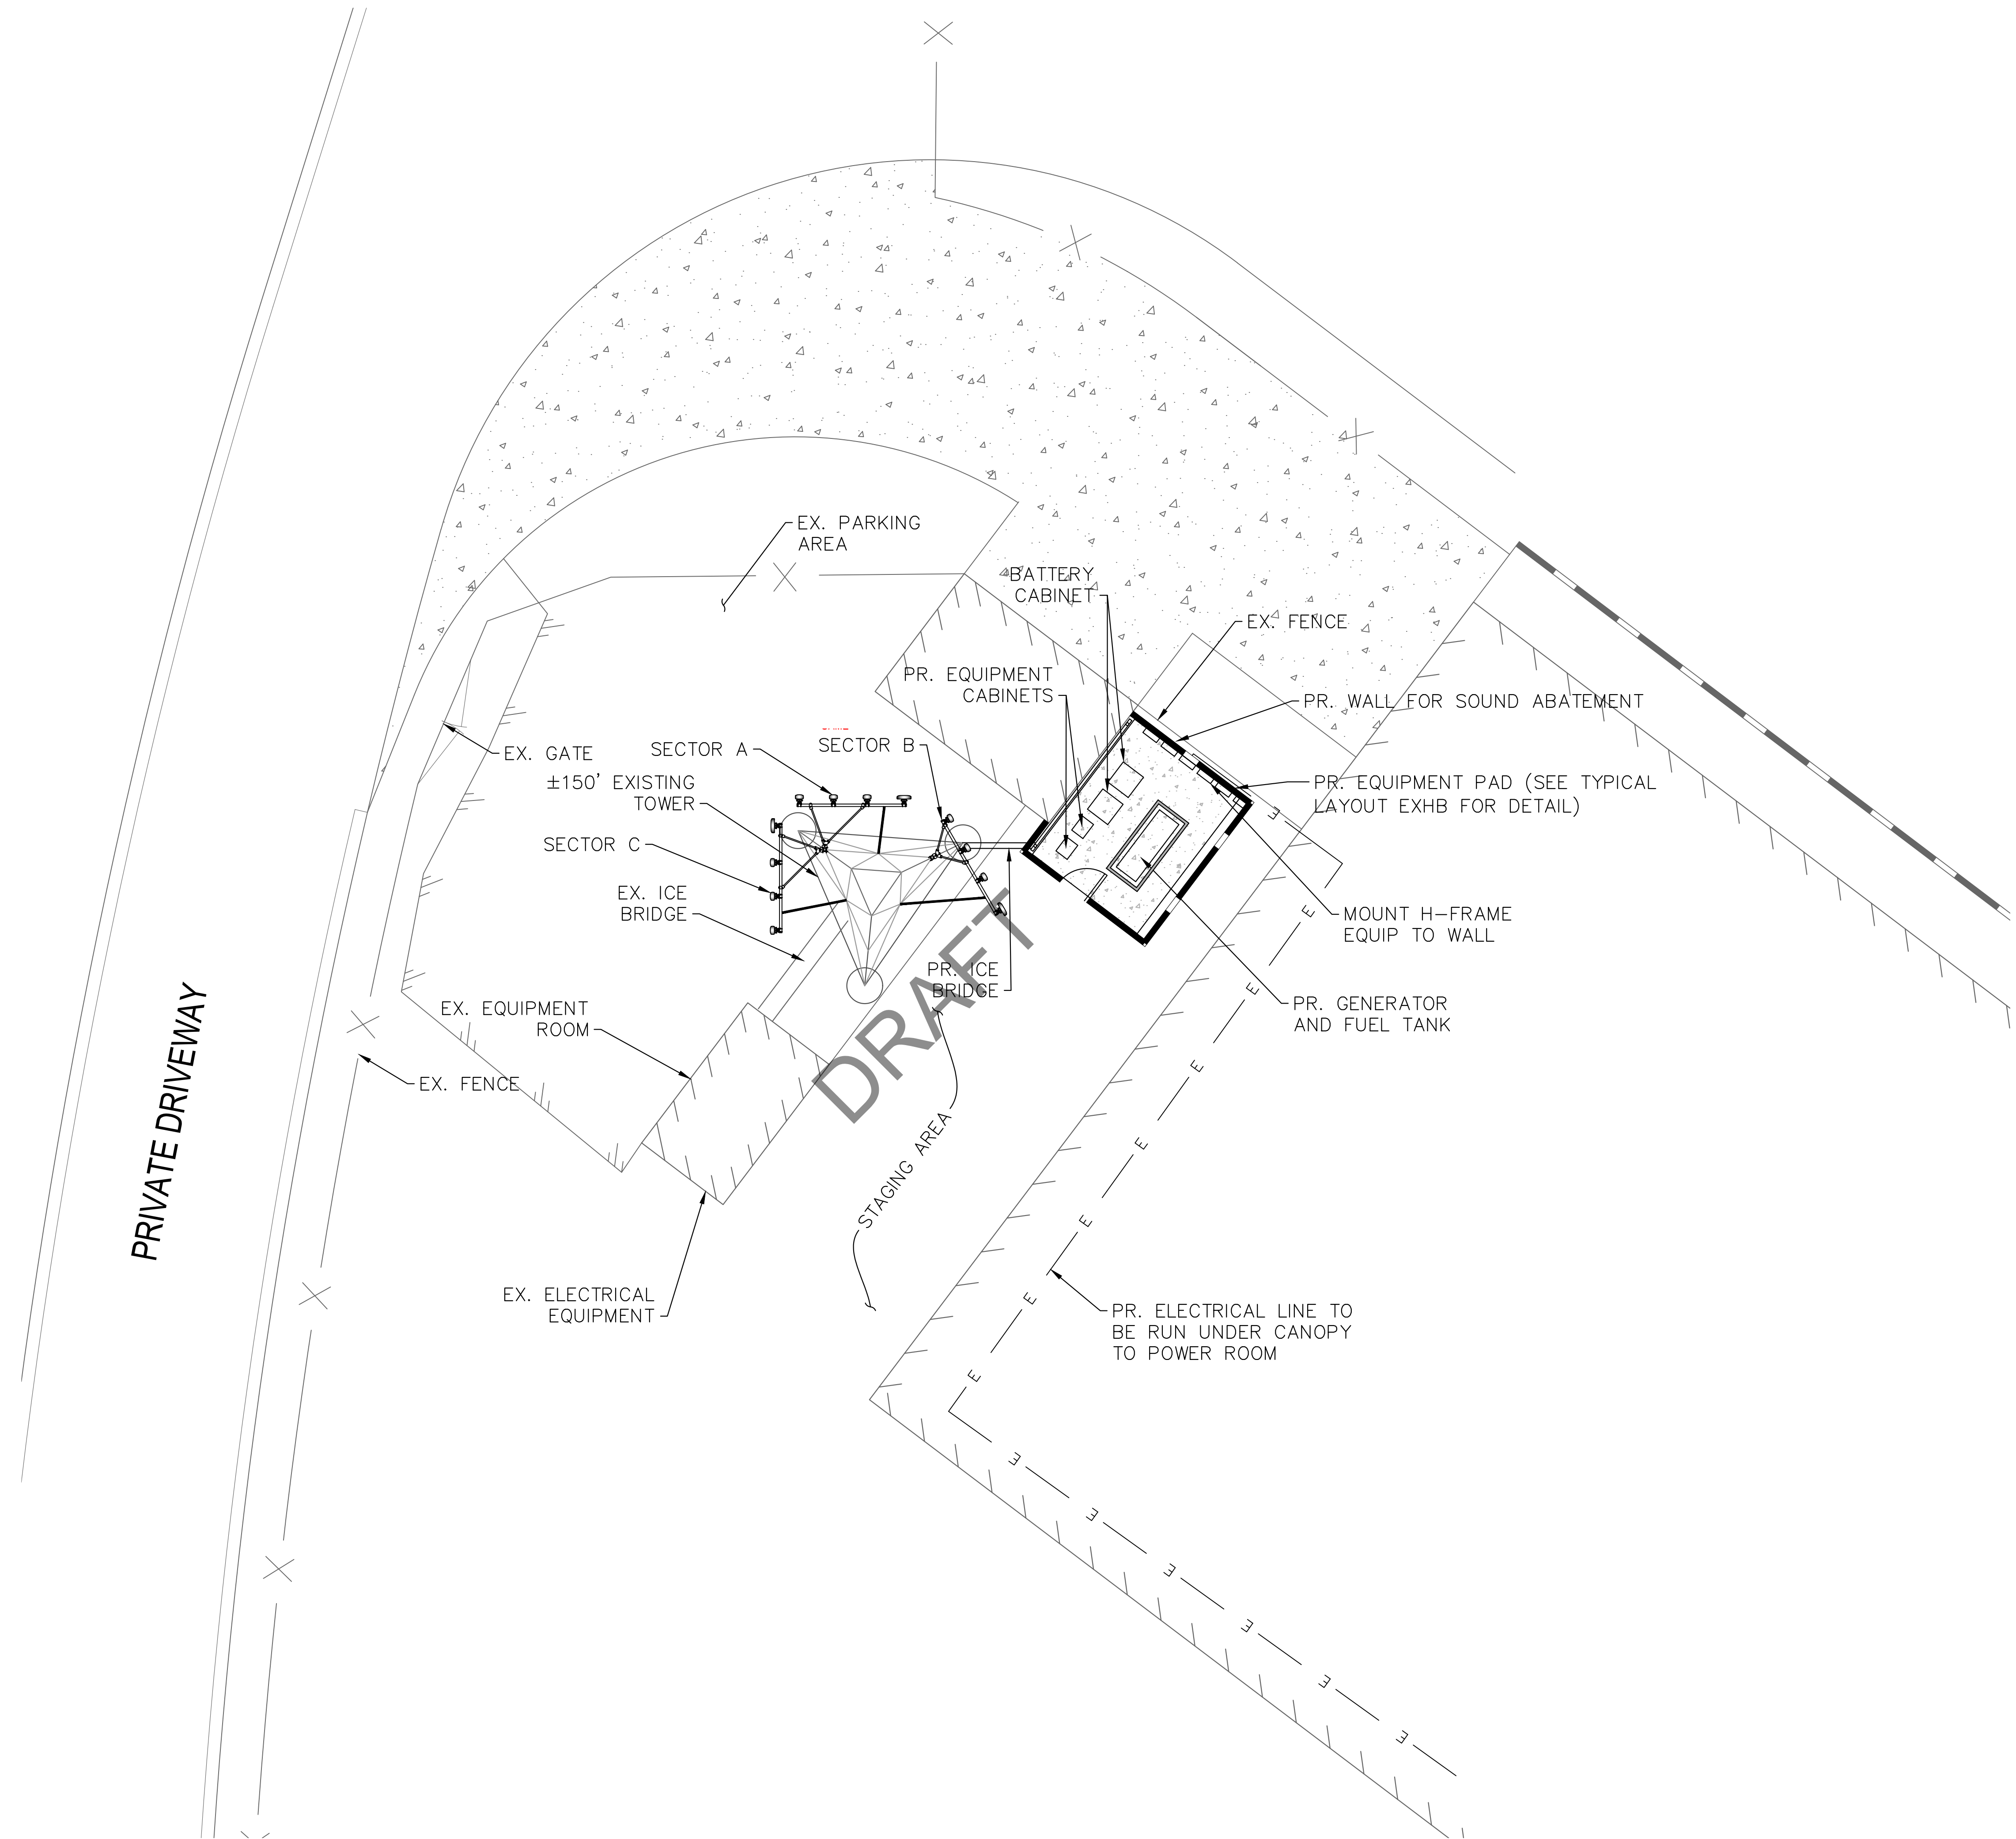 EX. PARKING
AREA
BATTERY
CABINET
EX. FENCE
PR. EQUIPMENT
CABINETS
PR. WALL FOR SOUND ABATEMENT
EX. GATE
SECTOR A
SECTOR B
±150' EXISTING
TOWER
PR. EQUIPMENT PAD (SEE TYPICAL
LAYOUT EXHB FOR DETAIL)
SECTOR C
EX. ICE
BRIDGE
MOUNT H-FRAME
EQUIP TO WALL
PR. ICE
BRIDGE
EX. EQUIPMENT
ROOM
PR. GENERATOR
AND FUEL TANK
DRAFT
EX. FENCE
PRIVATE DRIVEWAY
STAGING AREA
EX. ELECTRICAL
EQUIPMENT
PR. ELECTRICAL LINE TO
BE RUN UNDER CANOPY
TO POWER ROOM
E
E
E
E
E
E
E
E
E
E
E
E
E
E